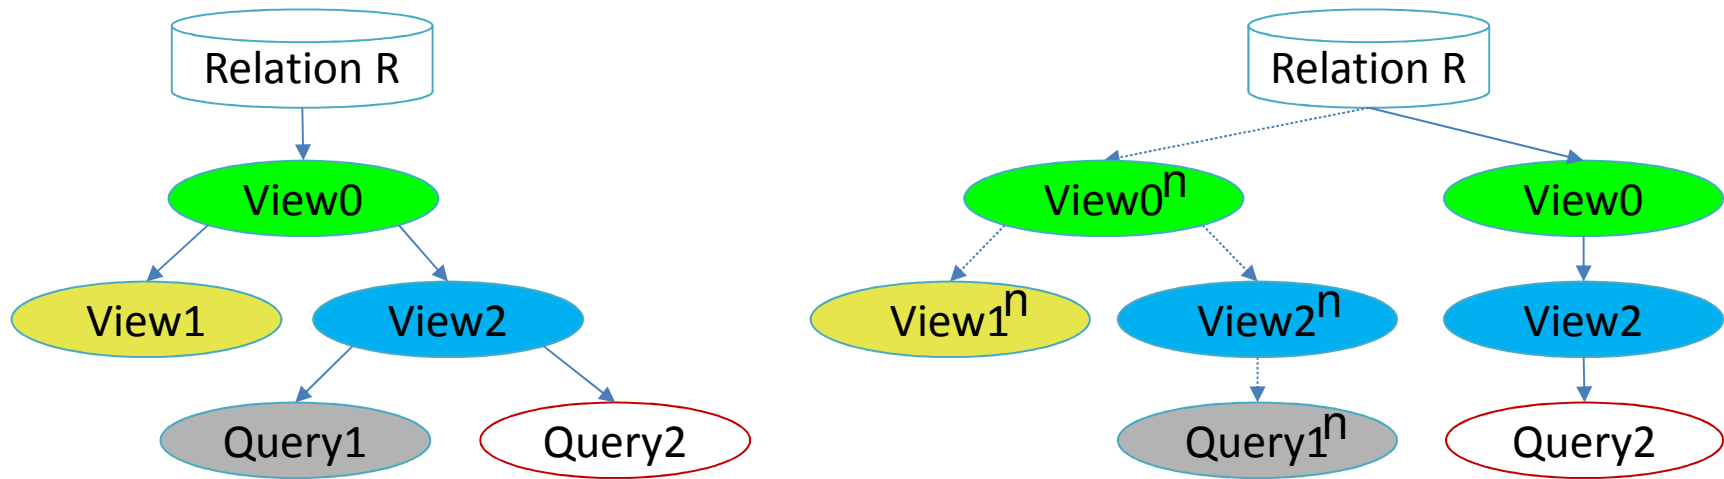 Relation R
View0
View1
View2
Query1
Query2
Relation R
View0ⁿ
View0
View1ⁿ
View2ⁿ
View2
Query1ⁿ
Query2